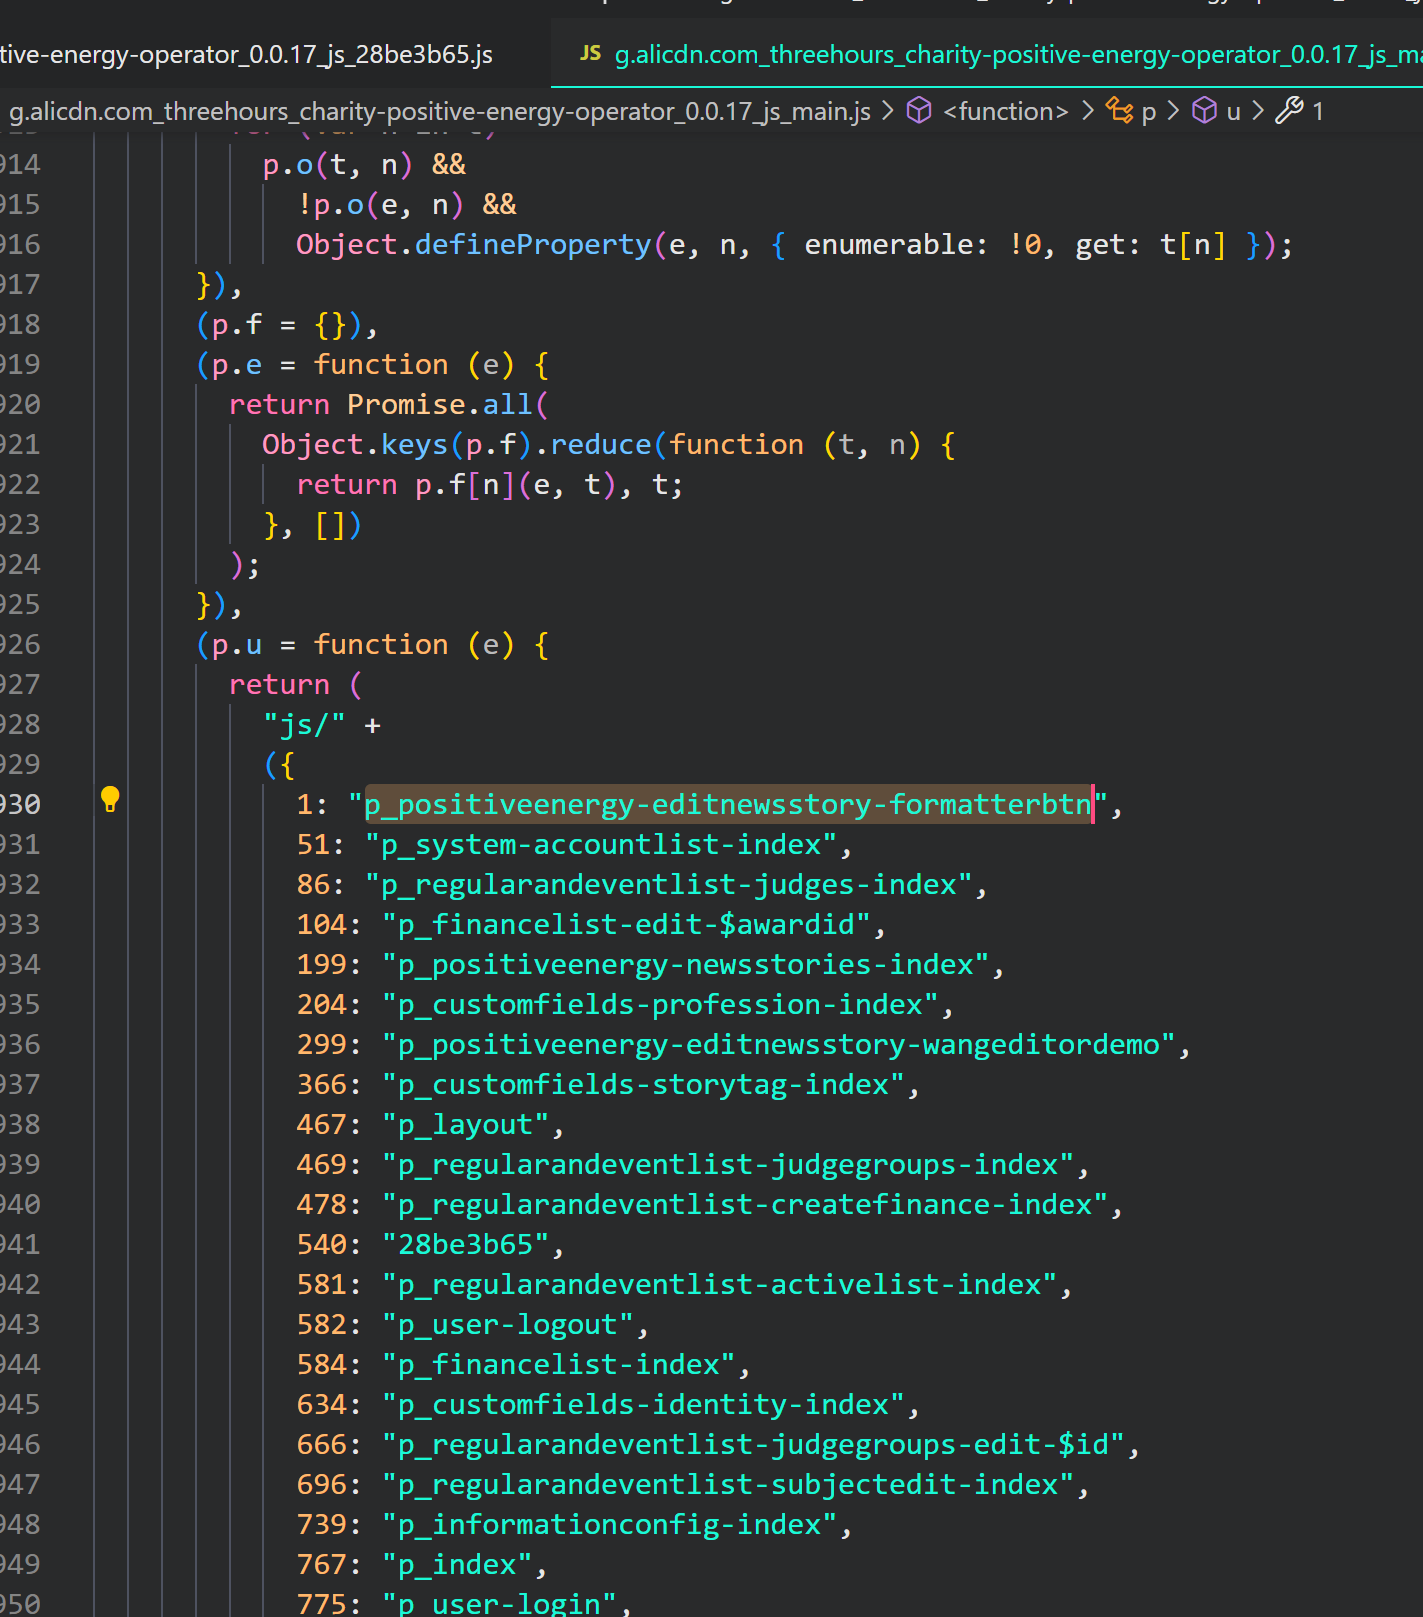 tive-energy-operator_0.0.17_js_28be3b65.js
JS g.alicdn.com_threehours_charity-positive-energy-operator_0.0.17_js_ma
g.alicdn.com_threehours_charity-positive-energy-operator_0.0.17_js_main.js > <function> > p > u > 1
914 p.o(t, n) &&
915 !p.o(e, n) &&
916 Object.defineProperty(e, n, { enumerable: !0, get: t[n] });
917 }),
918 (p.f = {}),
919 (p.e = function (e) {
920 return Promise.all(
921 Object.keys(p.f).reduce(function (t, n) {
922 return p.f[n](e, t), t;
923 }, [])
924 );
925 }),
926 (p.u = function (e) {
927 return (
928 "js/" +
929 ({
930 1: "p_positiveenergy-editnewsstory-formatterbtn",
931 51: "p_system-accountlist-index",
932 86: "p_regularandeventlist-judges-index",
933 104: "p_financelist-edit-$awardid",
934 199: "p_positiveenergy-newsstories-index",
935 204: "p_customfields-profession-index",
936 299: "p_positiveenergy-editnewsstory-wangeditordemo",
937 366: "p_customfields-storytag-index",
938 467: "p_layout",
939 469: "p_regularandeventlist-judgegroups-index",
940 478: "p_regularandeventlist-createfinance-index",
941 540: "28be3b65",
942 581: "p_regularandeventlist-activelist-index",
943 582: "p_user-logout",
944 584: "p_financelist-index",
945 634: "p_customfields-identity-index",
946 666: "p_regularandeventlist-judgegroups-edit-$id",
947 696: "p_regularandeventlist-subjectedit-index",
948 739: "p_informationconfig-index",
949 767: "p_index",
950 775: "p_user-login",